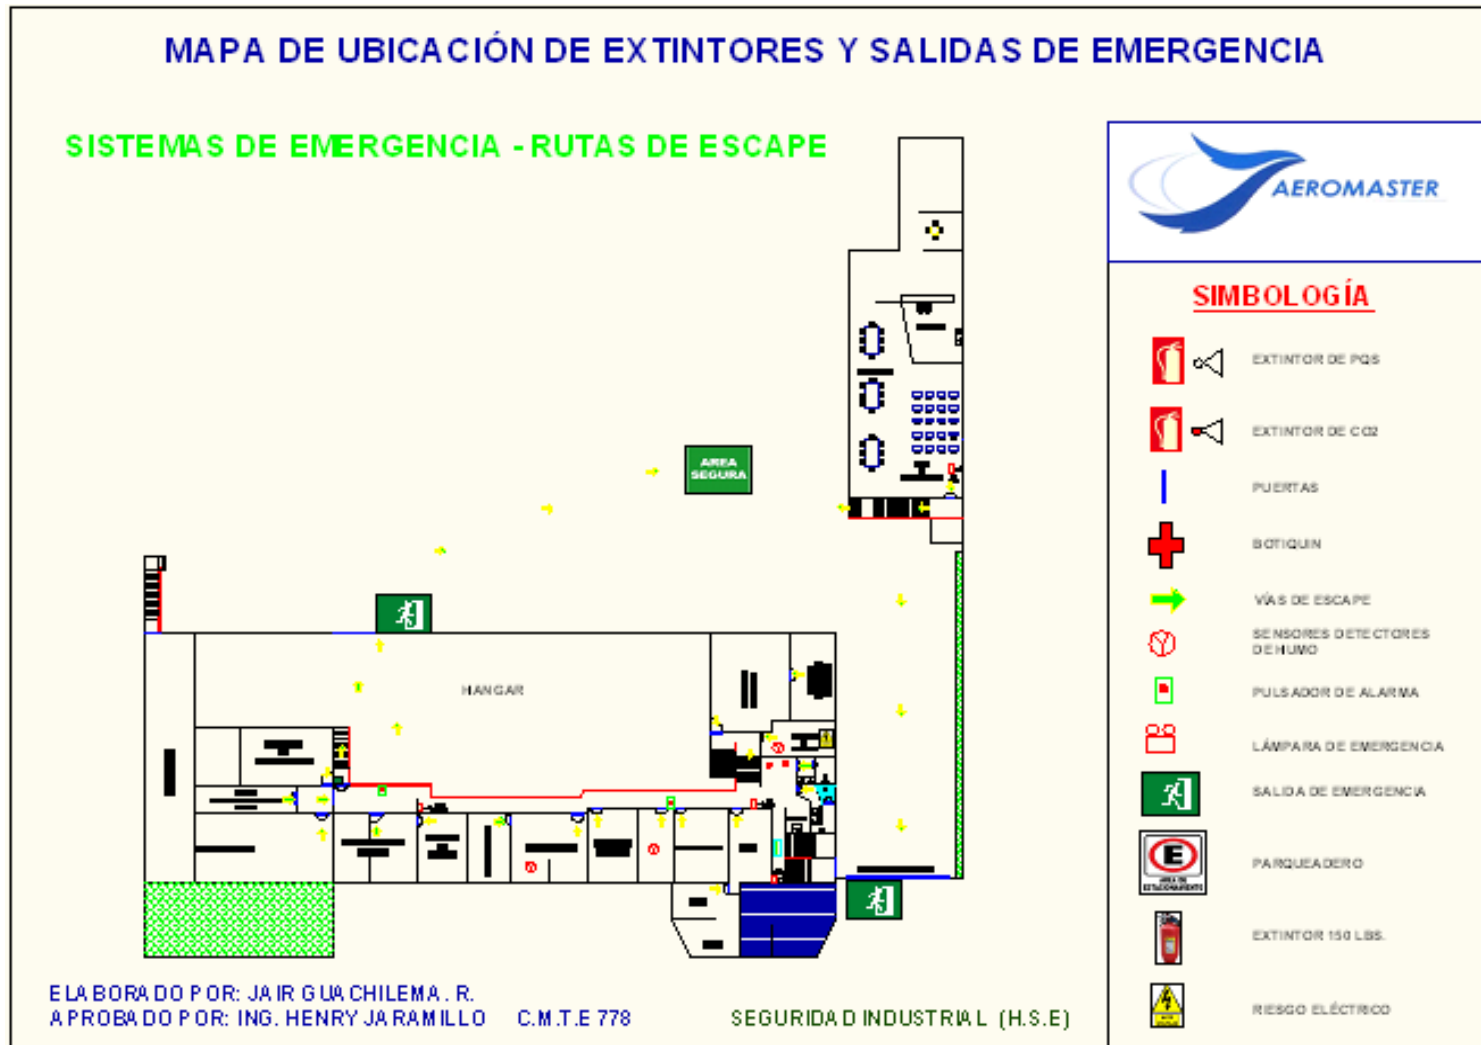 MAPA DE UBICACIÓN DE EXTINTORES Y SALIDAS DE EMERGENCIA
SISTEMAS DE EMERGENCIA - RUTAS DE ESCAPE
AREA
SEGURA
HANGAR
ELABORADO POR: JAIR GUACHILEMA. R.
APROBADO POR: ING. HENRY JARAMILLO C.M.T.E 778
SEGURIDAD INDUSTRIAL (H.S.E)
AEROMASTER
SIMBOLOGÍA
EXTINTOR DE PQS
EXTINTOR DE CO2
PUERTAS
BOTIQUIN
VÍAS DE ESCAPE
SENSORES DETECTORES
DE HUMO
PULSADOR DE ALARMA
LÁMPARA DE EMERGENCIA
SALIDA DE EMERGENCIA
E
AREA DE
ESTACIONAMIENTO
PARQUEADERO
EXTINTOR 150 LBS.
RIESGO ELÉCTRICO